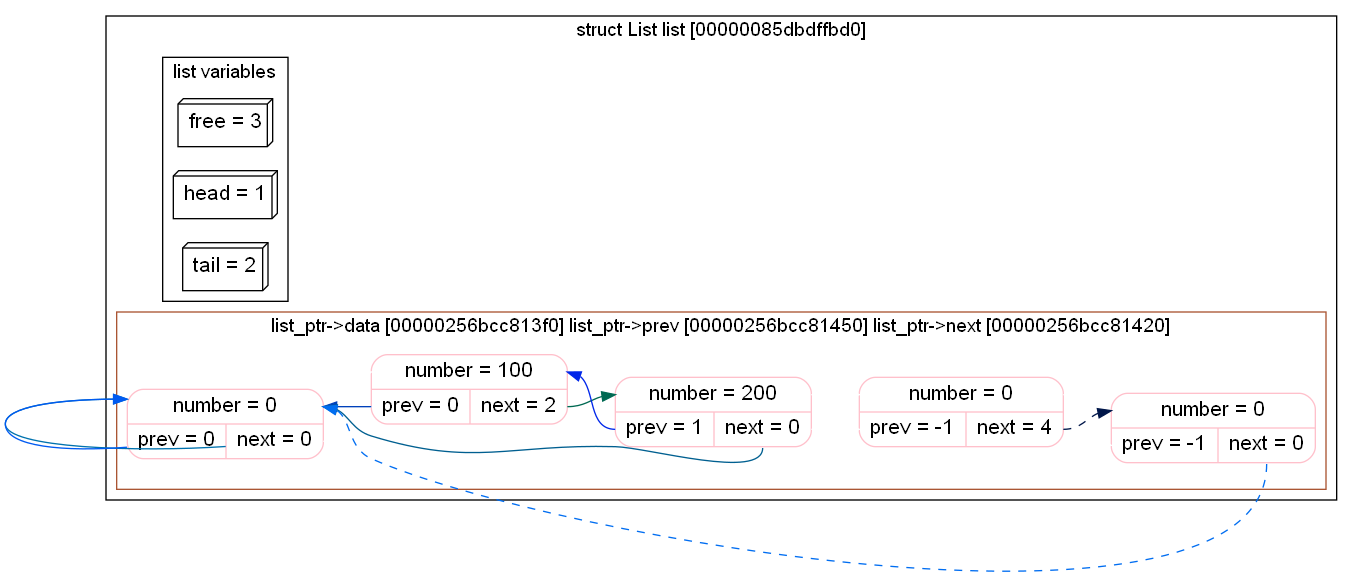 struct List list [00000085dbdffbd0]
list variables
free = 3
head = 1
tail = 2
list_ptr->data [00000256bcc813f0] list_ptr->prev [00000256bcc81450] list_ptr->next [00000256bcc81420]
number = 0
prev = 0 next = 0
number = 100
prev = 0 next = 2
number = 200
prev = 1 next = 0
number = 0
prev = -1 next = 4
number = 0
prev = -1 next = 0